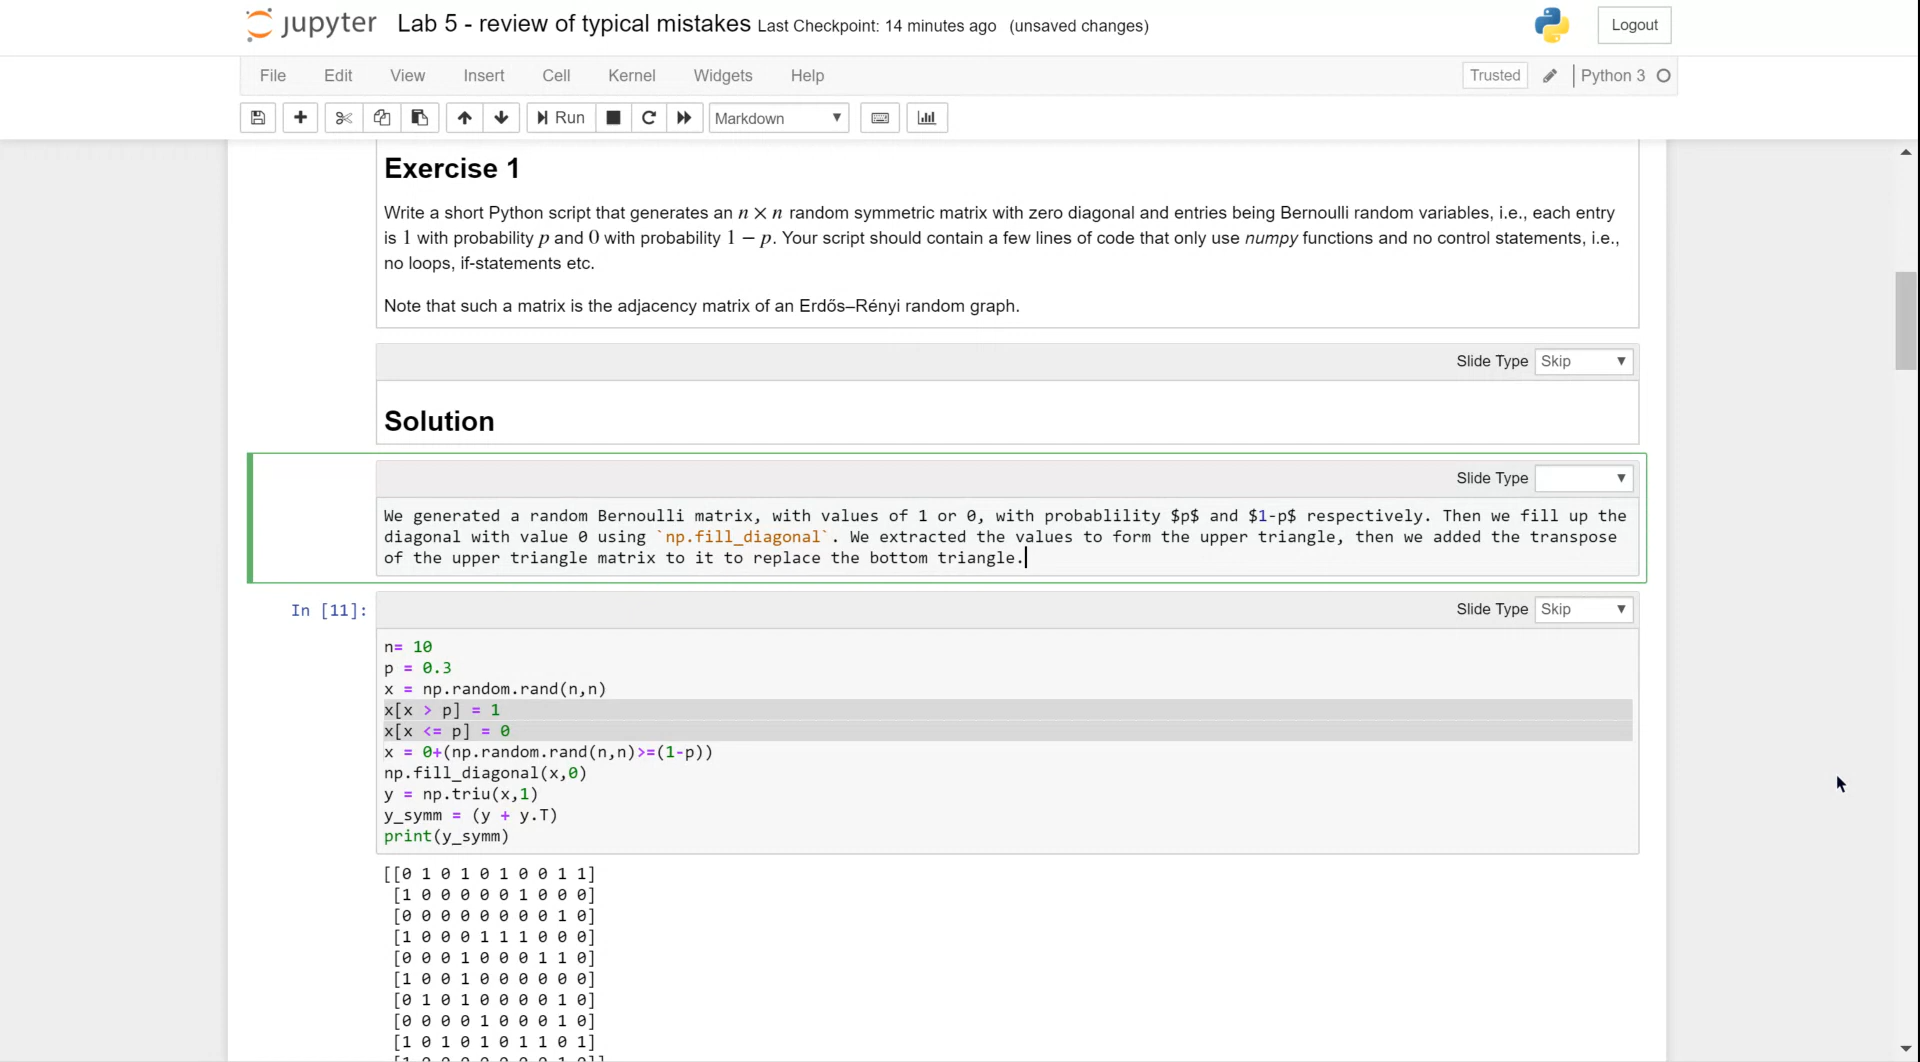 jupyter Lab 5 - review of typical mistakes Last Checkpoint: 14 minutes ago (unsaved changes) Logout
File Edit View Insert Cell Kernel Widgets Help Trusted Python 3
Run Markdown
Exercise 1
Write a short Python script that generates an n × n random symmetric matrix with zero diagonal and entries being Bernoulli random variables, i.e., each entry
is 1 with probability p and 0 with probability 1 − p. Your script should contain a few lines of code that only use numpy functions and no control statements, i.e.,
no loops, if-statements etc.
Note that such a matrix is the adjacency matrix of an Erdős–Rényi random graph.
Slide Type Skip
Solution
Slide Type
We generated a random Bernoulli matrix, with values of 1 or 0, with probablility $p$ and $1-p$ respectively. Then we fill up the
diagonal with value 0 using `np.fill_diagonal`. We extracted the values to form the upper triangle, then we added the transpose
of the upper triangle matrix to it to replace the bottom triangle.
In [11]:
Slide Type Skip
n= 10
p = 0.3
x = np.random.rand(n,n)
x[x > p] = 1
x[x <= p] = 0
x = 0+(np.random.rand(n,n)>=(1-p))
np.fill_diagonal(x,0)
y = np.triu(x,1)
y_symm = (y + y.T)
print(y_symm)
[[0 1 0 1 0 1 0 0 1 1]
[1 0 0 0 0 0 1 0 0 0]
[0 0 0 0 0 0 0 0 1 0]
[1 0 0 0 1 1 1 0 0 0]
[0 0 0 1 0 0 0 1 1 0]
[1 0 0 1 0 0 0 0 0 0]
[0 1 0 1 0 0 0 0 1 0]
[0 0 0 0 1 0 0 0 1 0]
[1 0 1 0 1 0 1 1 0 1]